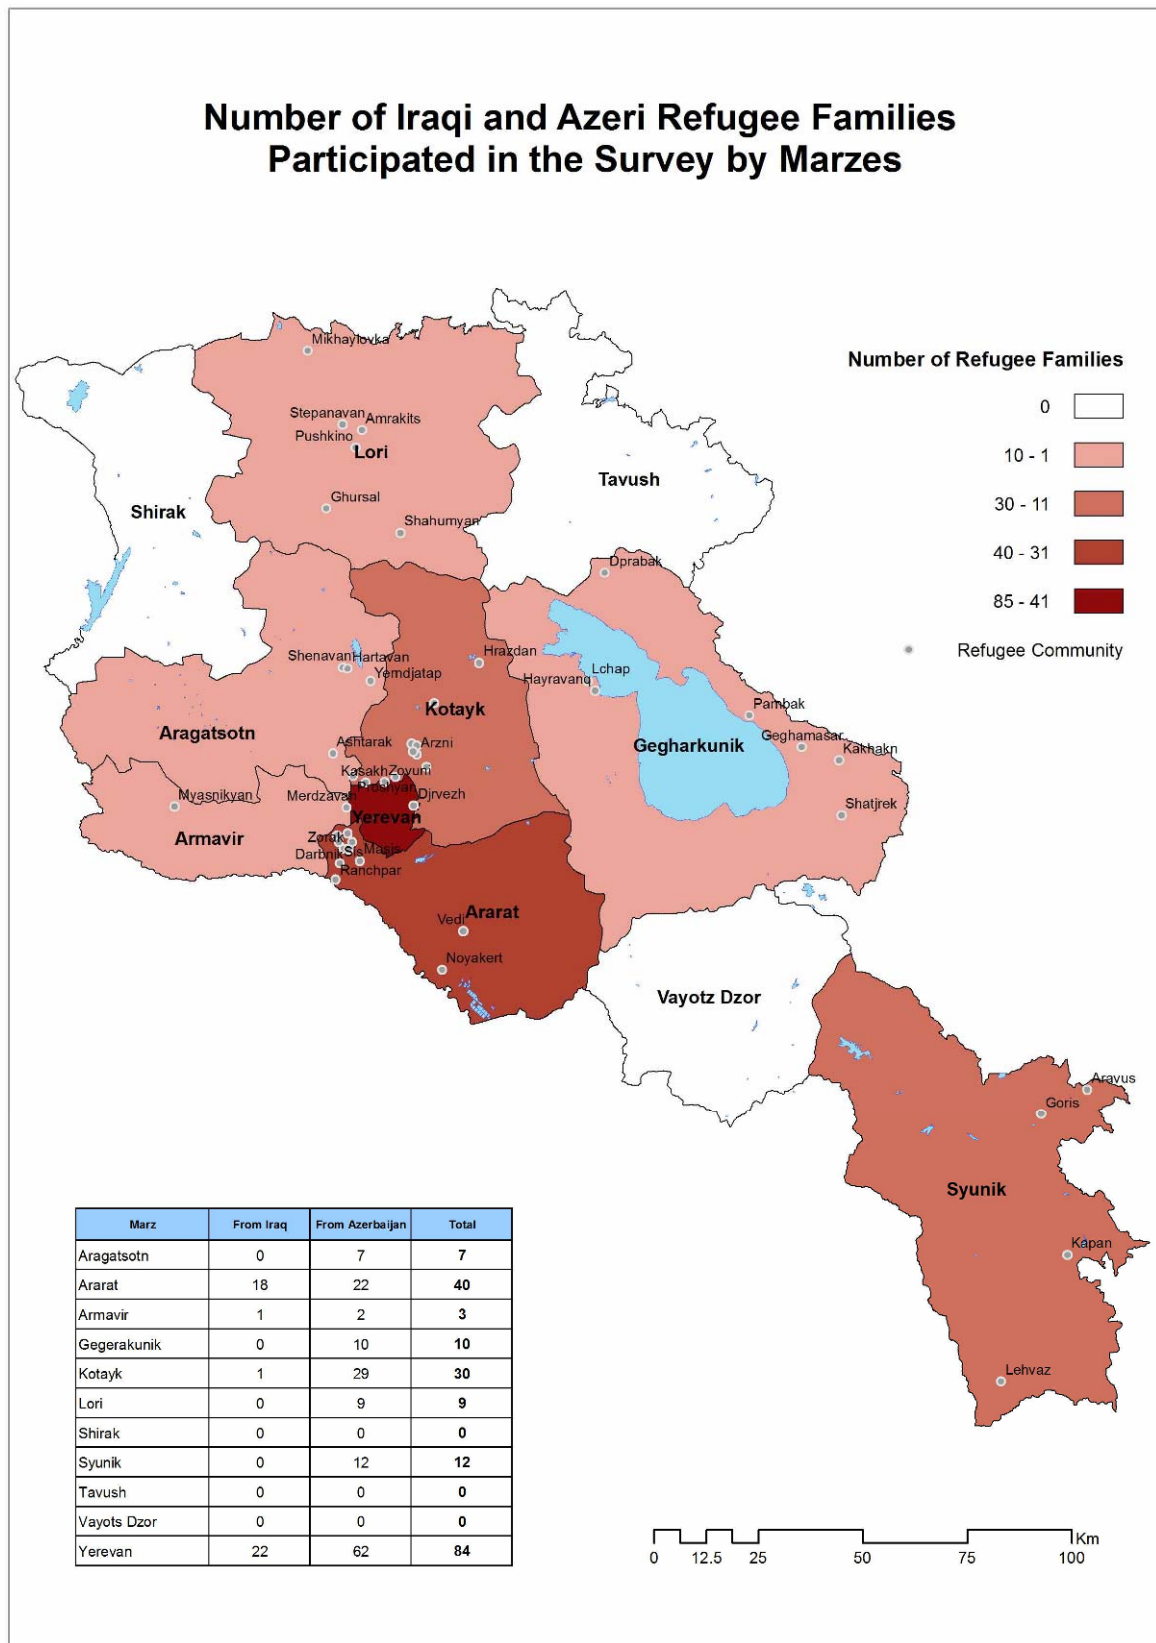 Number of Iraqi and Azeri Refugee Families
Participated in the Survey by Marzes
Number of Refugee Families
0
10 - 1
30 - 11
40 - 31
85 - 41
Refugee Community
Mikhaylovka
Stepanavan
Amrakits
Pushkino
Lori
Ghursal
Shahumyan
Shirak
Tavush
Dprabak
Shenavan
Hartavan
Yerndjatap
Hrazdan
Lchap
Hayravanq
Kotayk
Pambak
Aragatsotn
Ashtarak
Arzni
Gegharkunik
Geghamasar
Kakhakn
Kasakh
Zovuni
Proshyan
Myasnikyan
Merdzavan
Djrvezh
Shatjrek
Yerevan
Armavir
Zorak
Darbnik
Sis
Masis
Ranchpar
Ararat
Vedi
Noyakert
Vayotz Dzor
Aravus
Goris
Syunik
Kapan
Lehvaz
Marz From Iraq From Azerbaijan Total
Aragatsotn 0 7 7
Ararat 18 22 40
Armavir 1 2 3
Gegerakunik 0 10 10
Kotayk 1 29 30
Lori 0 9 9
Shirak 0 0 0
Syunik 0 12 12
Tavush 0 0 0
Vayots Dzor 0 0 0
Yerevan 22 62 84
Km
0 12.5 25 50 75 100